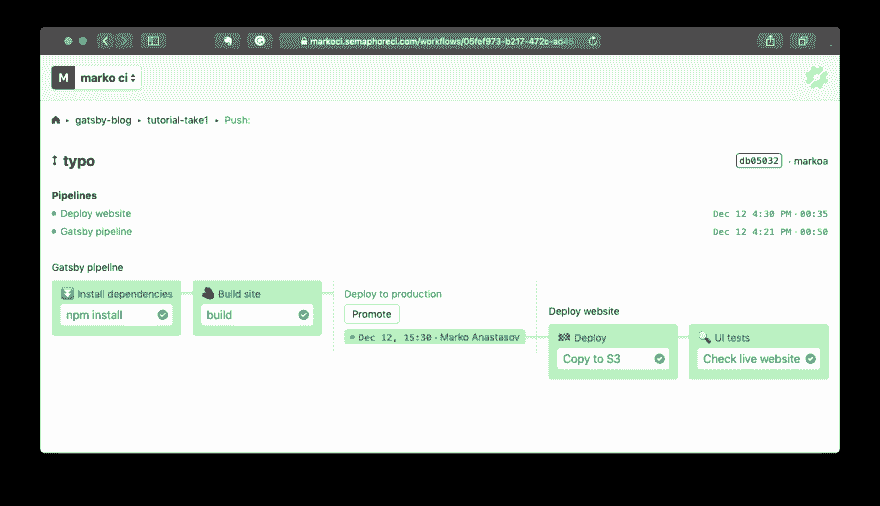 markoci.semaphoreci.com/workflows/06fef973-b217-472c-ad45
M marko ci
gatsby-blog • tutorial-take1 • Push:
typo
db05032 · markoa
Pipelines
Deploy website Dec 12 4:30 PM · 00:35
Gatsby pipeline Dec 12 4:21 PM · 00:50
Gatsby pipeline
Install dependencies
npm install
Build site
build
Deploy to production
Promote
Dec 12, 15:30 · Marko Anastasov
Deploy website
Deploy
Copy to S3
UI tests
Check live website